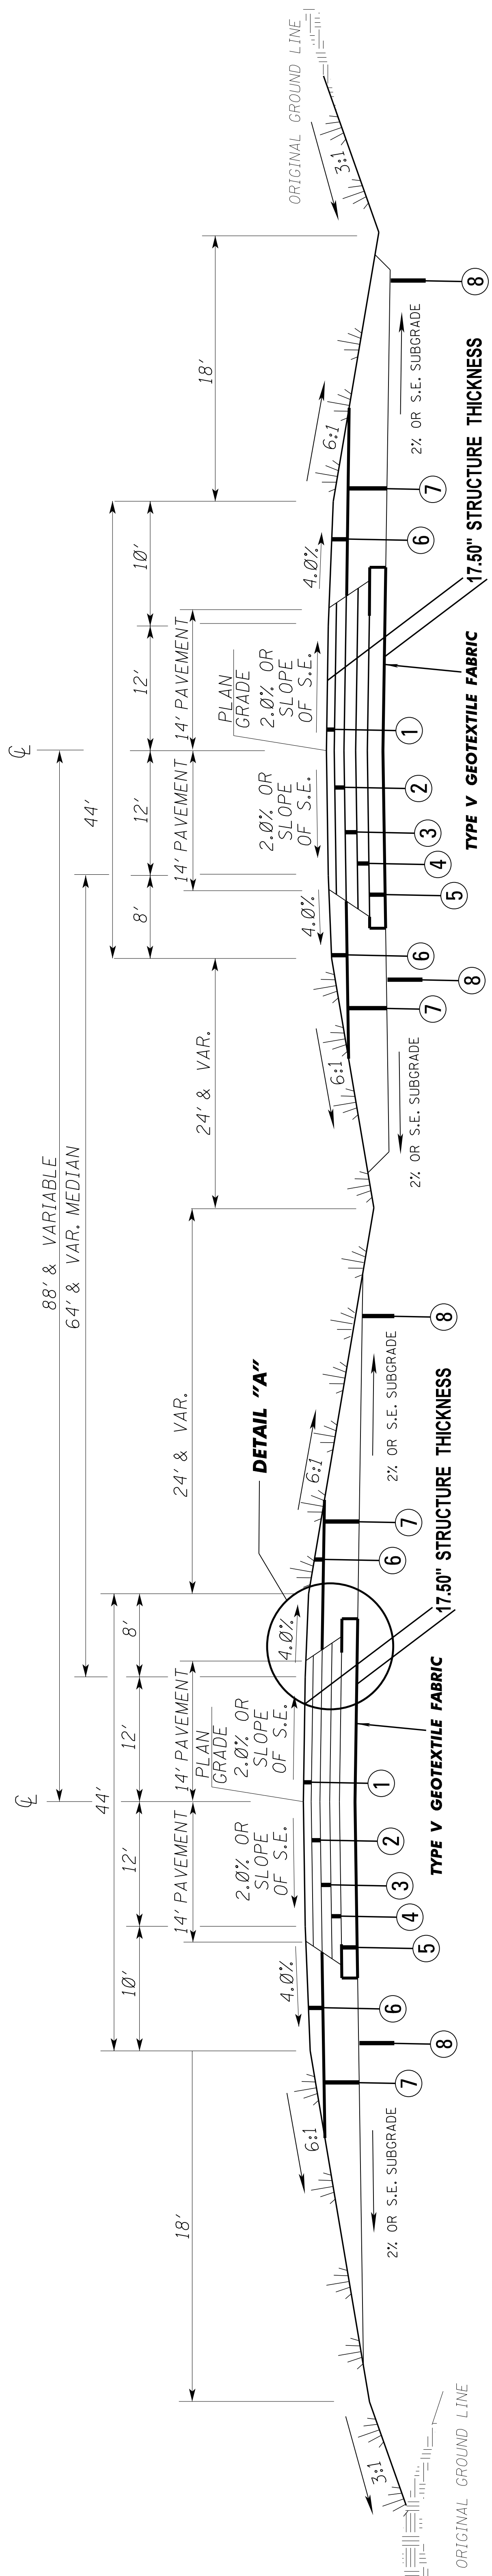 ℄
℄
88' & VARIABLE
64' & VAR. MEDIAN
44'
44'
10'
12'
12'
8'
8'
12'
12'
10'
18'
14' PAVEMENT
14' PAVEMENT
24' & VAR.
24' & VAR.
14' PAVEMENT
14' PAVEMENT
18'
PLAN
GRADE
PLAN
GRADE
2.0% OR
SLOPE
OF S.E.
2.0% OR
SLOPE
OF S.E.
2.0% OR
SLOPE
OF S.E.
2.0% OR
SLOPE
OF S.E.
DETAIL "A"
ORIGINAL GROUND LINE
3:1
6:1
4.0%
4.0%
6:1
6:1
4.0%
4.0%
6:1
3:1
2% OR S.E. SUBGRADE
7
8
6
5
4
3
2
1
6
7
2% OR S.E. SUBGRADE
8
TYPE V GEOTEXTILE FABRIC
17.50" STRUCTURE THICKNESS
2% OR S.E. SUBGRADE
7
8
6
5
4
3
2
1
6
7
2% OR S.E. SUBGRADE
8
TYPE V GEOTEXTILE FABRIC
17.50" STRUCTURE THICKNESS
ORIGINAL GROUND LINE